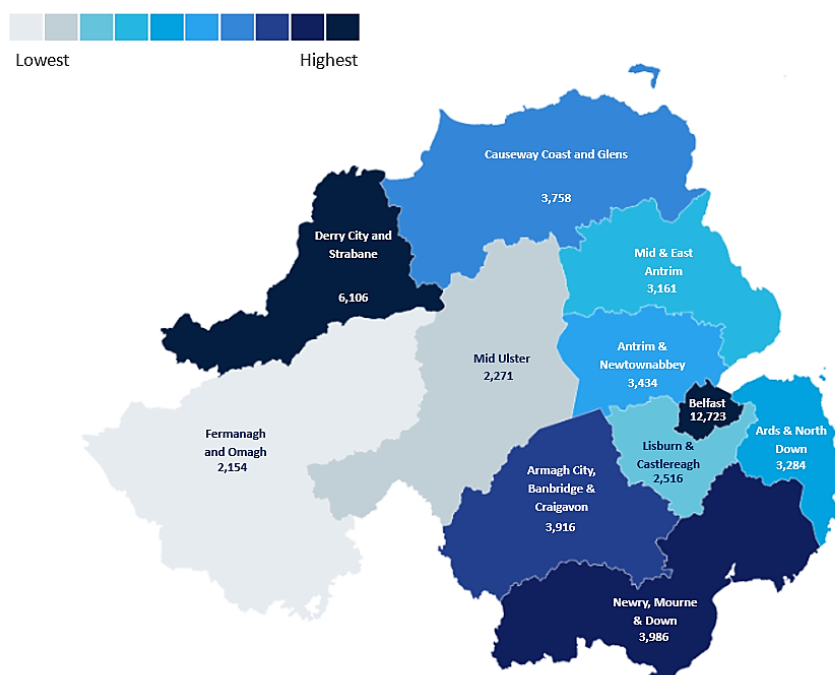 Lowest
Highest
Causeway Coast and Glens
3,758
Derry City and
Strabane
6,106
Mid & East
Antrim
3,161
Mid Ulster
2,271
Antrim &
Newtownabbey
3,434
Belfast
12,723
Ards & North
Down
3,284
Fermanagh
and Omagh
2,154
Lisburn &
Castlereagh
2,516
Armagh City,
Banbridge &
Craigavon
3,916
Newry, Mourne
& Down
3,986